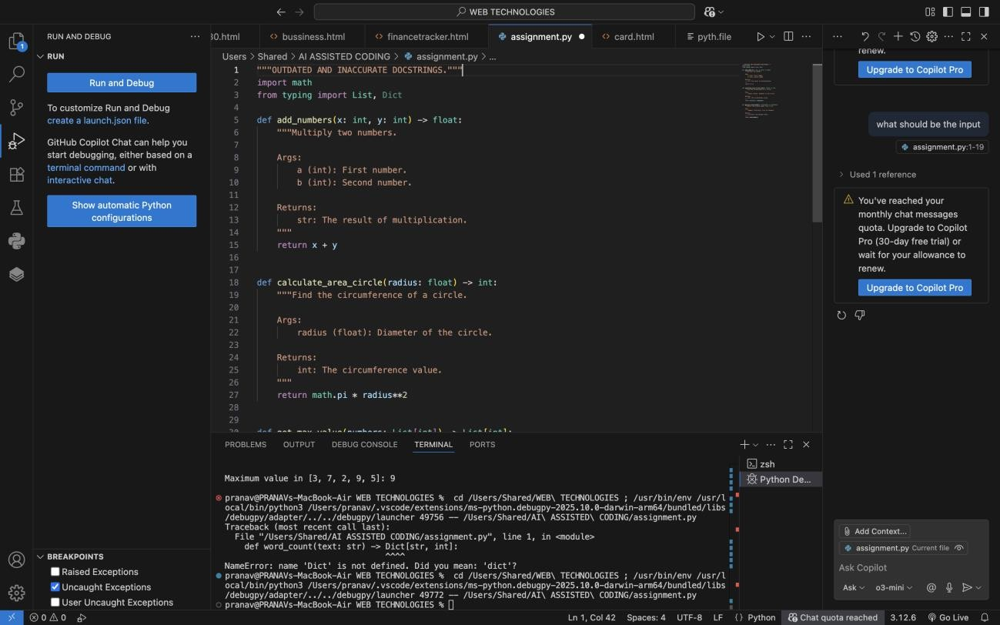 WEB TECHNOLOGIES
RUN AND DEBUG
RUN
Run and Debug
To customize Run and Debug
create a launch.json file.
GitHub Copilot Chat can help you
start debugging, either based on a
terminal command or with
interactive chat.
Show automatic Python
configurations
BREAKPOINTS
Raised Exceptions
Uncaught Exceptions
User Uncaught Exceptions
30.html
bussiness.html
financetracker.html
assignment.py
card.html
pyth.file
Users > Shared > AI ASSISTED CODING > assignment.py > ...
1 """OUTDATED AND INACCURATE DOCSTRINGS."""
2 import math
3 from typing import List, Dict
4
5 def add_numbers(x: int, y: int) -> float:
6 """Multiply two numbers.
7
8 Args:
9 a (int): First number.
10 b (int): Second number.
11
12 Returns:
13 str: The result of multiplication.
14 """
15 return x + y
16
17
18 def calculate_area_circle(radius: float) -> int:
19 """Find the circumference of a circle.
20
21 Args:
22 radius (float): Diameter of the circle.
23
24 Returns:
25 int: The circumference value.
26 """
27 return math.pi * radius**2
28
29
30 def get_max_value(numbers: List[int]) -> List[int]:
PROBLEMS OUTPUT DEBUG CONSOLE TERMINAL PORTS
Maximum value in [3, 7, 2, 9, 5]: 9
pranav@PRANAVs-MacBook-Air WEB TECHNOLOGIES % cd /Users/Shared/WEB\ TECHNOLOGIES ; /usr/bin/env /usr/l
ocal/bin/python3 /Users/pranav/.vscode/extensions/ms-python.debugpy-2025.10.0-darwin-arm64/bundled/libs
/debugpy/adapter/../../debugpy/launcher 49756 -- /Users/Shared/AI\ ASSISTED\ CODING/assignment.py
Traceback (most recent call last):
File "/Users/Shared/AI ASSISTED CODING/assignment.py", line 1, in <module>
def word_count(text: str) -> Dict[str, int]:
^^^^
NameError: name 'Dict' is not defined. Did you mean: 'dict'?
pranav@PRANAVs-MacBook-Air WEB TECHNOLOGIES % cd /Users/Shared/WEB\ TECHNOLOGIES ; /usr/bin/env /usr/l
ocal/bin/python3 /Users/pranav/.vscode/extensions/ms-python.debugpy-2025.10.0-darwin-arm64/bundled/libs
/debugpy/adapter/../../debugpy/launcher 49772 -- /Users/Shared/AI\ ASSISTED\ CODING/assignment.py
pranav@PRANAVs-MacBook-Air WEB TECHNOLOGIES %
zsh
Python De...
renew.
Upgrade to Copilot Pro
what should be the input
assignment.py:1-19
Used 1 reference
You've reached your
monthly chat messages
quota. Upgrade to Copilot
Pro (30-day free trial) or
wait for your allowance to
renew.
Upgrade to Copilot Pro
Add Context...
assignment.py Current file
Ask Copilot
Ask
o3-mini
1
0 0
0
Ln 1, Col 42
Spaces: 4
UTF-8
LF
{} Python
Chat quota reached
3.12.6
Go Live